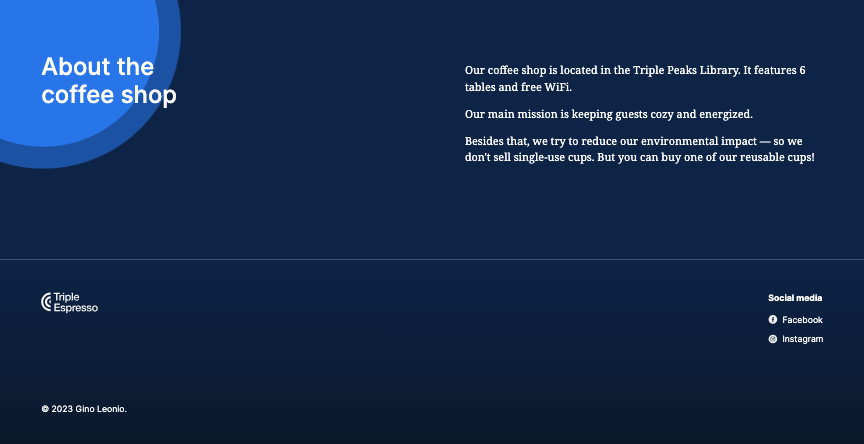 About the
coffee shop
Our coffee shop is located in the Triple Peaks Library. It features 6
tables and free WiFi.
Our main mission is keeping guests cozy and energized.
Besides that, we try to reduce our environmental impact — so we
don't sell single-use cups. But you can buy one of our reusable cups!
Triple
Espresso
Social media
Facebook
Instagram
© 2023 Gino Leonio.